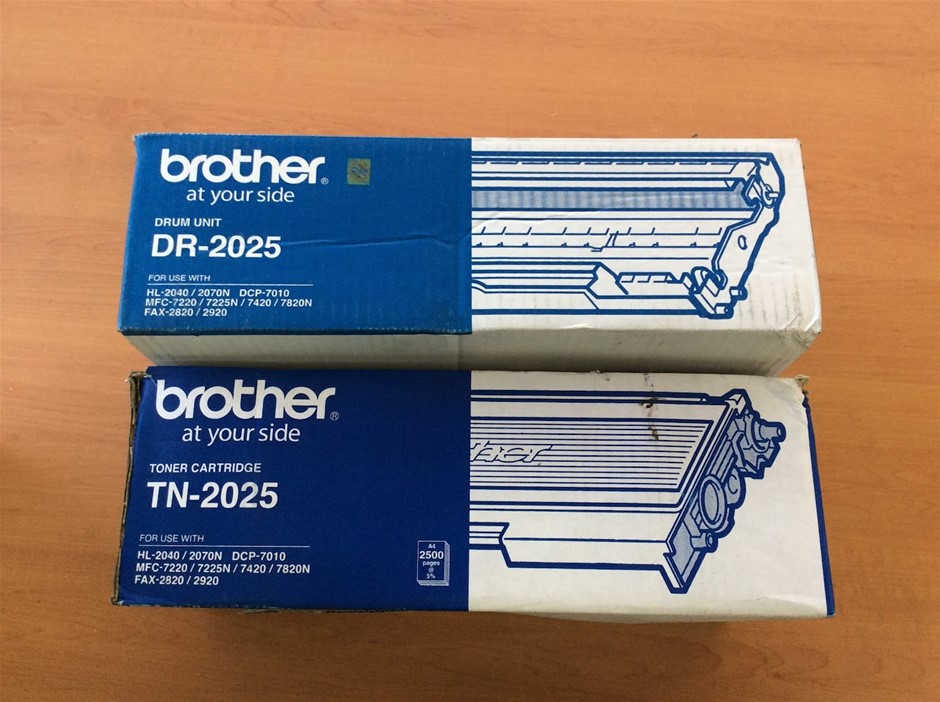 brother®
at your side
DRUM UNIT
DR-2025
FOR USE WITH
HL-2040 / 2070N DCP-7010
MFC-7220 / 7225N / 7420 / 7820N
FAX-2820 / 2920
brother®
at your side
TONER CARTRIDGE
TN-2025
FOR USE WITH
HL-2040 / 2070N DCP-7010
MFC-7220 / 7225N / 7420 / 7820N
FAX-2820 / 2920
A4
2500
pages
@
5%